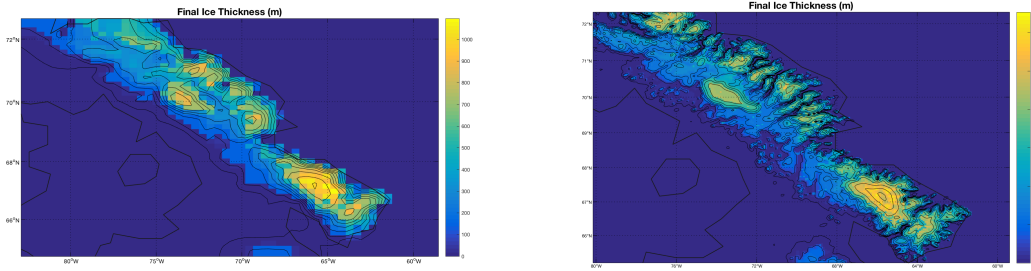 Final Ice Thickness (m)
72°N
70°N
68°N
66°N
80°W
75°W
70°W
65°W
60°W
1000
900
800
700
600
500
400
300
200
100
0
Final Ice Thickness (m)
72°N
71°N
70°N
69°N
68°N
67°N
66°N
80°W
76°W
72°W
68°W
64°W
60°W